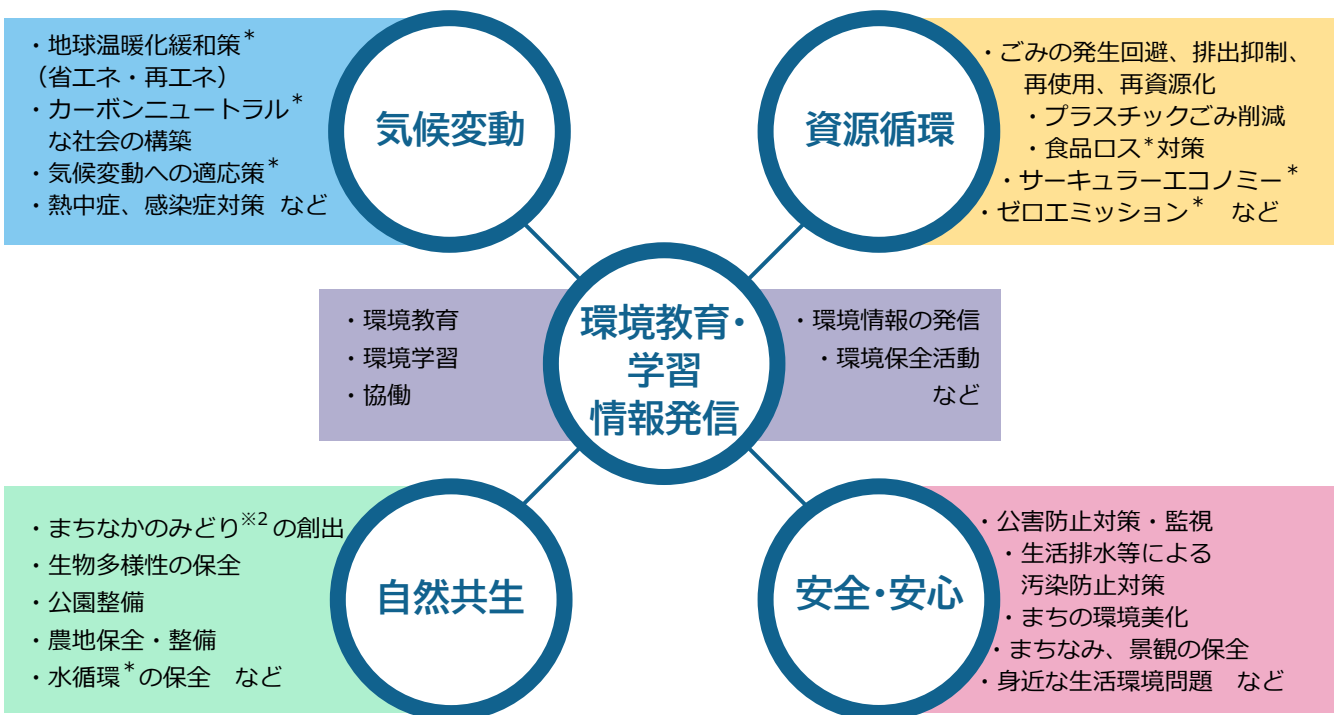 ・地球温暖化緩和策*
（省エネ・再エネ）
・カーボンニュートラル*
な社会の構築
・気候変動への適応策*
・熱中症、感染症対策 など
気候変動
資源循環
・ごみの発生回避、排出抑制、
再使用、再資源化
・プラスチックごみ削減
・食品ロス*対策
・サーキュラーエコノミー*
・ゼロエミッション* など
・環境教育
・環境学習
・協働
環境教育・
学習
情報発信
・環境情報の発信
・環境保全活動
など
・まちなかのみどり※2の創出
・生物多様性の保全
・公園整備
・農地保全・整備
・水循環*の保全 など
自然共生
安全・安心
・公害防止対策・監視
・生活排水等による
汚染防止対策
・まちの環境美化
・まちなみ、景観の保全
・身近な生活環境問題 など